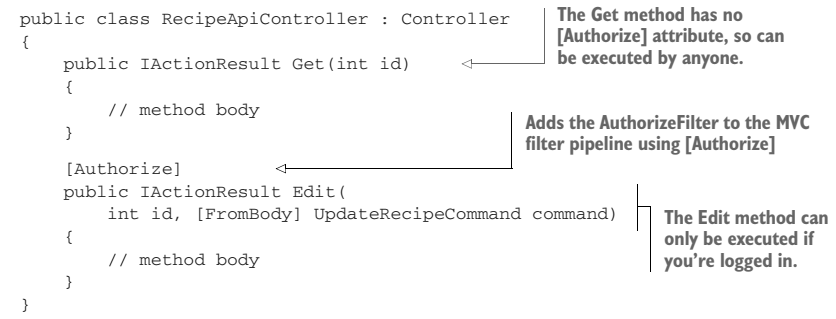 public class RecipeApiController : Controller
{
    public IActionResult Get(int id)
    {
        // method body
    }
    [Authorize]
    public IActionResult Edit(
        int id, [FromBody] UpdateRecipeCommand command)
    {
        // method body
    }
}
The Get method has no
[Authorize] attribute, so can
be executed by anyone.
Adds the AuthorizeFilter to the MVC
filter pipeline using [Authorize]
The Edit method can
only be executed if
you're logged in.